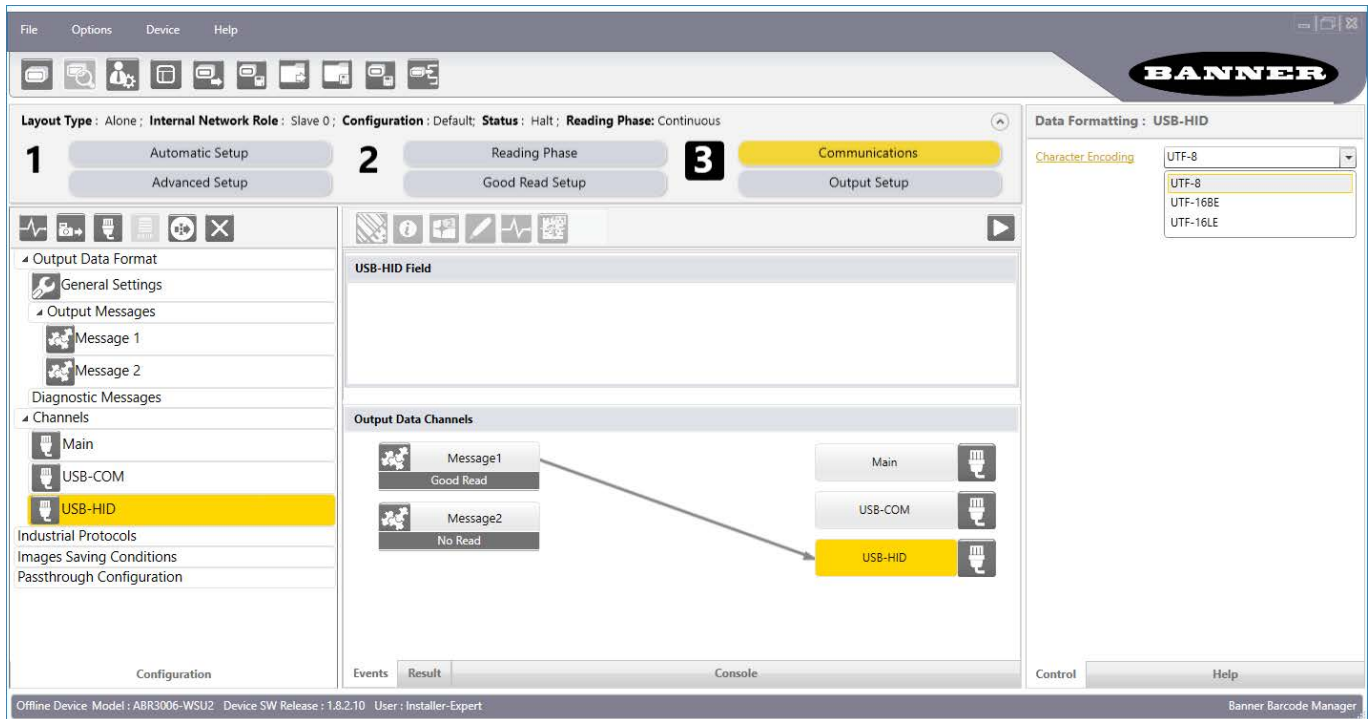 File Options Device Help
BANNER
Layout Type : Alone ; Internal Network Role : Slave 0 ; Configuration : Default; Status : Halt ; Reading Phase: Continuous
1 Automatic Setup 2 Reading Phase 3 Communications
Advanced Setup Good Read Setup Output Setup
Data Formatting : USB-HID
Character Encoding UTF-8
UTF-8
UTF-16BE
UTF-16LE
Output Data Format
General Settings
Output Messages
Message 1
Message 2
Diagnostic Messages
Channels
Main
USB-COM
USB-HID
Industrial Protocols
Images Saving Conditions
Passthrough Configuration
Configuration
USB-HID Field
Output Data Channels
Message1
Good Read
Message2
No Read
Main
USB-COM
USB-HID
Events Result Console
Control Help
Offline Device Model : ABR3006-WSU2 Device SW Release : 1.8.2.10 User : Installer-Expert
Banner Barcode Manager